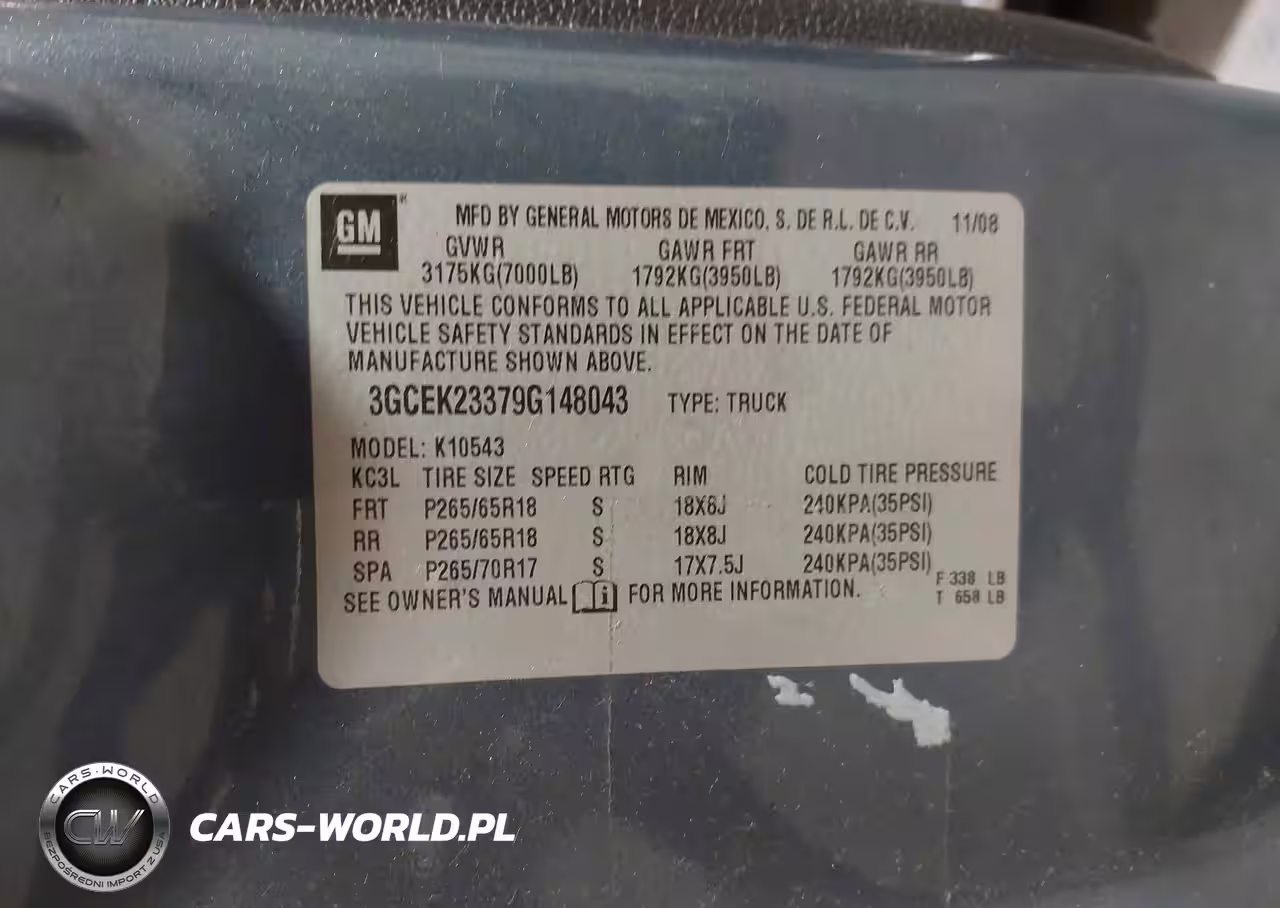 GM
MFD BY GENERAL MOTORS DE MEXICO, S. DE R.L. DE C.V. 11/08
GVWR GAWR FRT GAWR RR
3175KG(7000LB) 1792KG(3950LB) 1792KG(3950LB)
THIS VEHICLE CONFORMS TO ALL APPLICABLE U.S. FEDERAL MOTOR
VEHICLE SAFETY STANDARDS IN EFFECT ON THE DATE OF
MANUFACTURE SHOWN ABOVE.
3GCEK23379G148043 TYPE: TRUCK
MODEL: K10543
KC3L TIRE SIZE SPEED RTG RIM COLD TIRE PRESSURE
FRT P265/65R18 S 18X8J 240KPA(35PSI)
RR P265/65R18 S 18X8J 240KPA(35PSI)
SPA P265/70R17 S 17X7.5J 240KPA(35PSI)
F 338 LB
SEE OWNER'S MANUAL FOR MORE INFORMATION. T 658 LB
CARS-WORLD
CW
BEZPOŚREDNI IMPORT Z USA
CARS-WORLD.PL